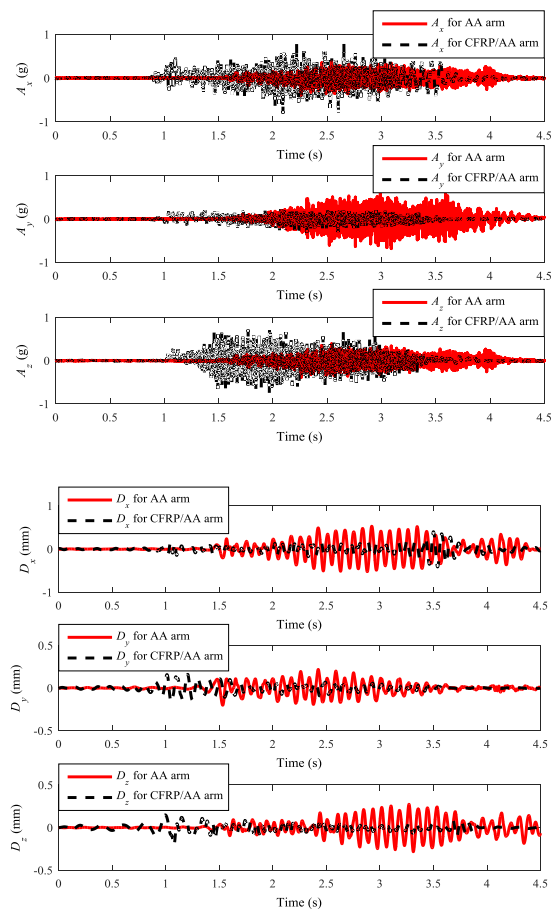 A_x for AA arm
A_x for CFRP/AA arm
1
0
-1
A_x (g)
0 0.5 1 1.5 2 2.5 3 3.5 4 4.5
Time (s)
A_y for AA arm
A_y for CFRP/AA arm
1
0
-1
A_y (g)
0 0.5 1 1.5 2 2.5 3 3.5 4 4.5
Time (s)
A_z for AA arm
A_z for CFRP/AA arm
1
0
-1
A_z (g)
0 0.5 1 1.5 2 2.5 3 3.5 4 4.5
Time (s)
D_x for AA arm
D_x for CFRP/AA arm
1
0
-1
D_x (mm)
0 0.5 1 1.5 2 2.5 3 3.5 4 4.5
Time (s)
D_y for AA arm
D_y for CFRP/AA arm
0.5
0
-0.5
D_y (mm)
0 0.5 1 1.5 2 2.5 3 3.5 4 4.5
Time (s)
D_z for AA arm
D_z for CFRP/AA arm
0.5
0
-0.5
D_z (mm)
0 0.5 1 1.5 2 2.5 3 3.5 4 4.5
Time (s)